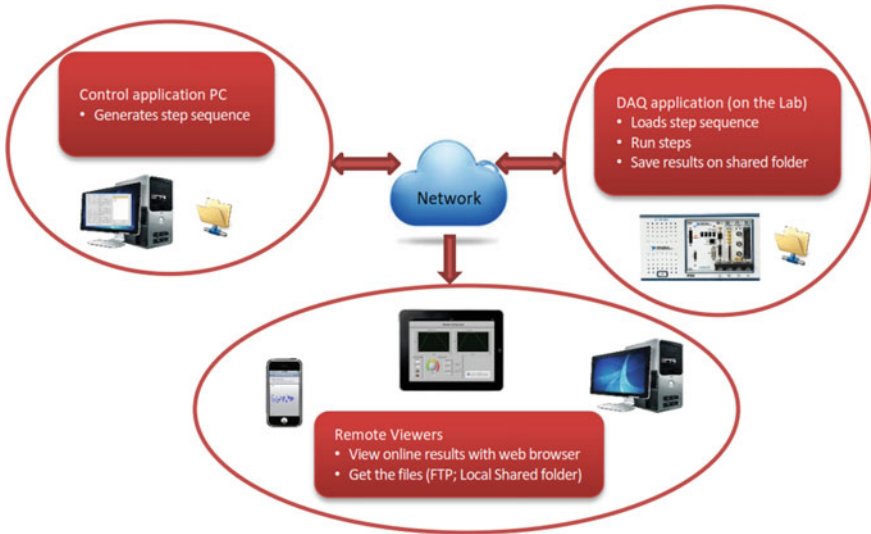 Control application PC
• Generates step sequence
DAQ application (on the Lab)
• Loads step sequence
• Run steps
• Save results on shared folder
Network
Remote Viewers
• View online results with web browser
• Get the files (FTP; Local Shared folder)